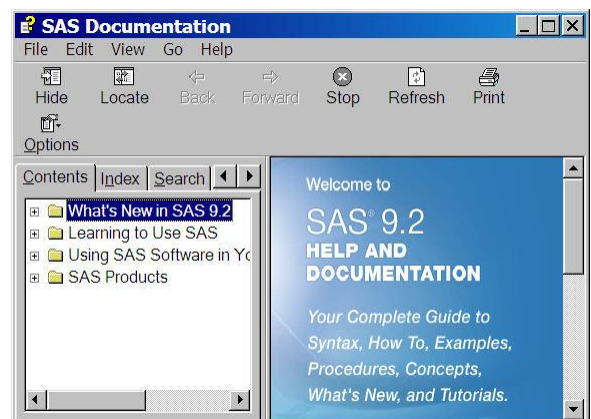 SAS Documentation
File Edit View Go Help
Hide Locate Back Forward Stop Refresh Print
Options
Contents Index Search
What's New in SAS 9.2
Learning to Use SAS
Using SAS Software in Yo
SAS Products
Welcome to
SAS® 9.2
HELP AND
DOCUMENTATION
Your Complete Guide to
Syntax, How To, Examples,
Procedures, Concepts,
What's New, and Tutorials.